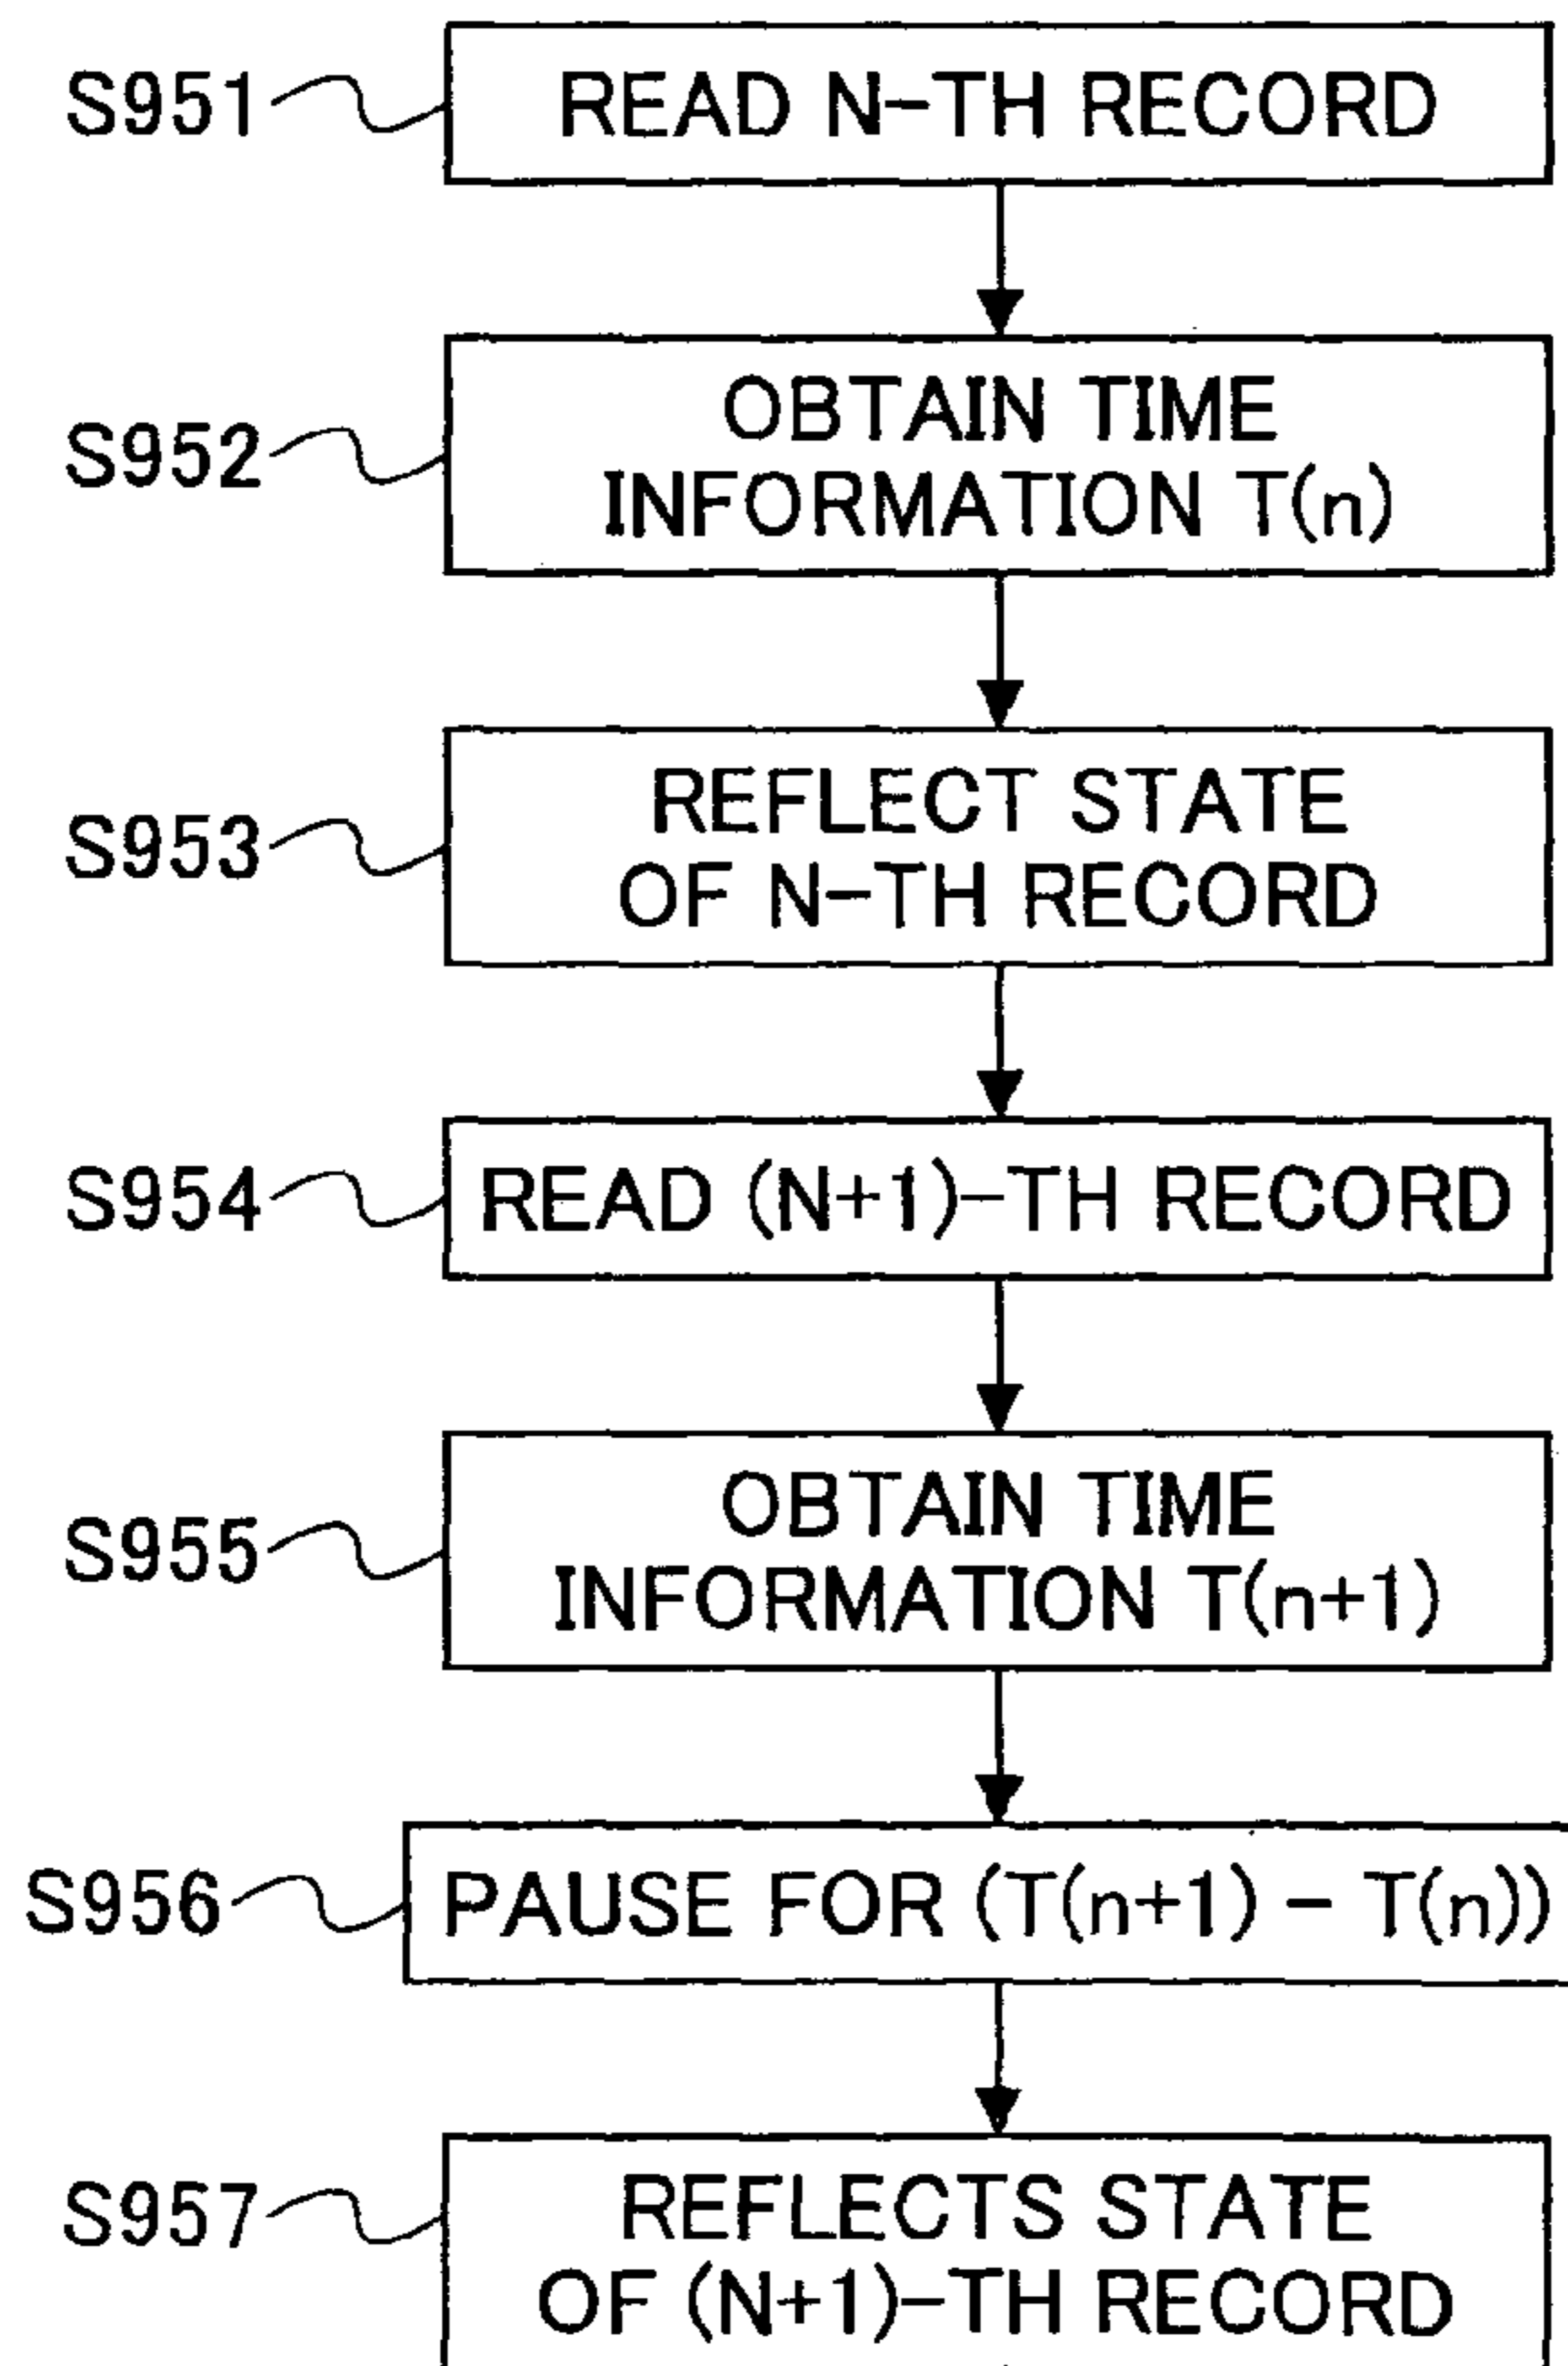 S951
READ N-TH RECORD
S952
OBTAIN TIME
INFORMATION T(n)
S953
REFLECT STATE
OF N-TH RECORD
S954
READ (N+1)-TH RECORD
S955
OBTAIN TIME
INFORMATION T(n+1)
S956
PAUSE FOR (T(n+1) - T(n))
S957
REFLECTS STATE
OF (N+1)-TH RECORD